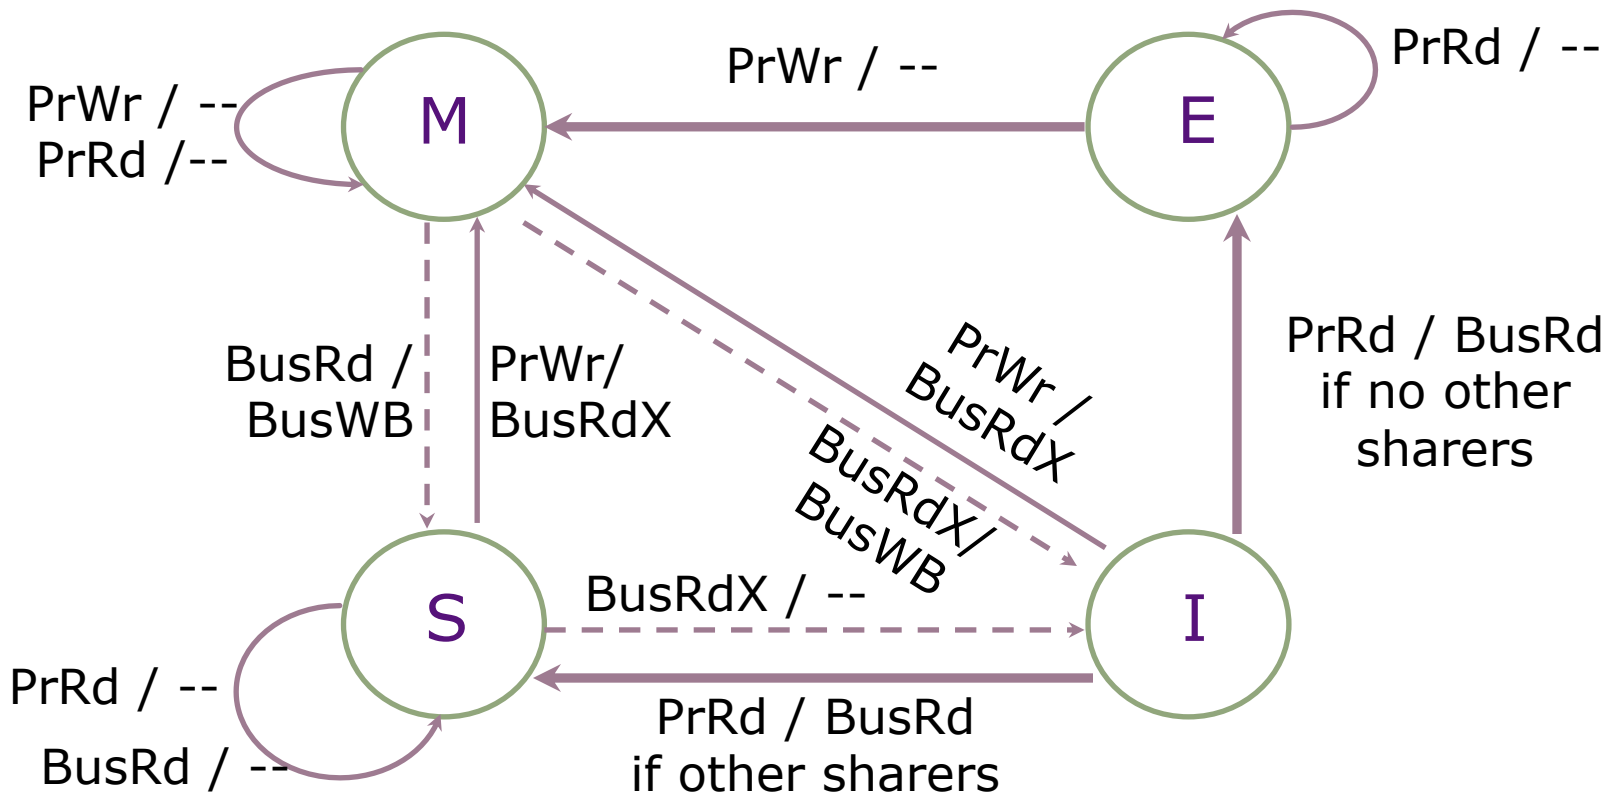 PrWr / --
PrRd /--
M
PrWr / --
E
PrRd / --
BusRd /
BusWB
PrWr/
BusRdX
PrWr /
BusRdX
BusRdX/
BusWB
PrRd / BusRd
if no other
sharers
S
BusRdX / --
I
PrRd / --
BusRd / --
PrRd / BusRd
if other sharers